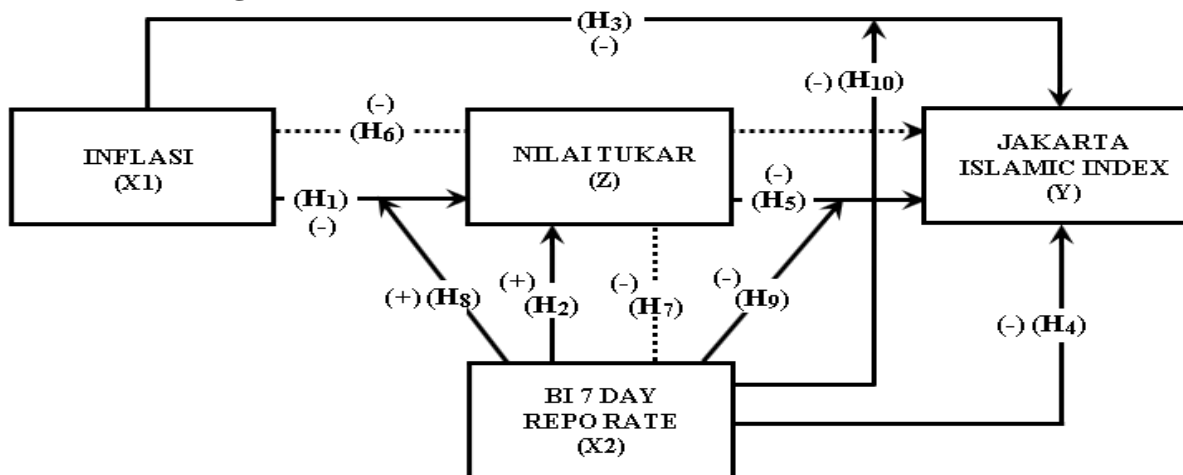 (H3)
(-)
(-) (H10)
(-)
(H6)
INFLASI
(X1)
NILAI TUKAR
(Z)
JAKARTA
ISLAMIC INDEX
(Y)
(H1)
(-)
(-)
(H5)
(+) (H8)
(+)
(H2)
(-)
(H7)
(-)
(H9)
(-) (H4)
BI 7 DAY
REPO RATE
(X2)